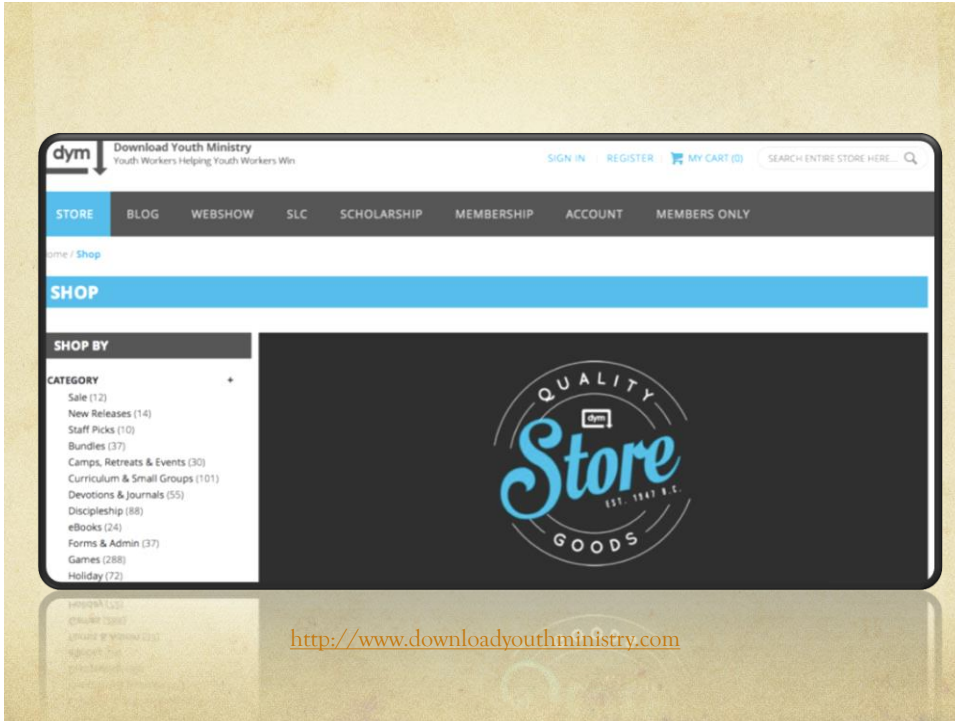 dym
Download Youth Ministry
Youth Workers Helping Youth Workers Win
SIGN IN
REGISTER
MY CART (0)
SEARCH ENTIRE STORE HERE...
STORE BLOG WEBSHOW SLC SCHOLARSHIP MEMBERSHIP ACCOUNT MEMBERS ONLY
ome / Shop
SHOP
SHOP BY
CATEGORY +
Sale (12)
New Releases (14)
Staff Picks (10)
Bundles (37)
Camps, Retreats & Events (30)
Curriculum & Small Groups (101)
Devotions & Journals (55)
Discipleship (88)
eBooks (24)
Forms & Admin (37)
Games (288)
Holiday (72)
QUALITY
dym
Store
EST. 1947 B.C.
GOODS
http://www.downloadyouthministry.com